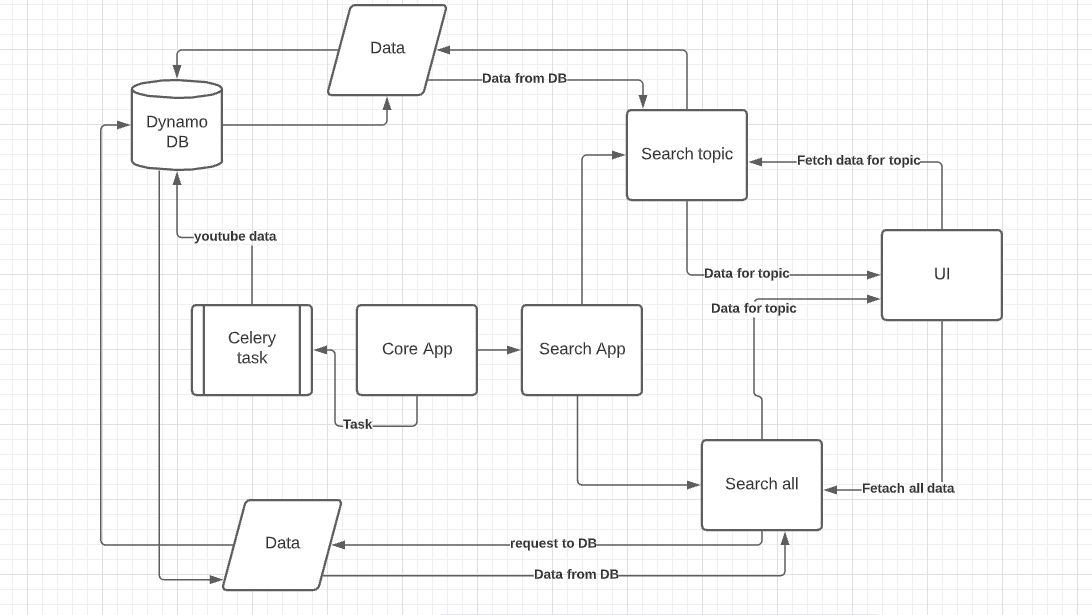 Data
Data from DB
Dynamo
DB
Search topic
Fetch data for topic
youtube data
Data for topic
UI
Data for topic
Celery
task
Core App
Search App
Task
Search all
Fetach all data
Data
request to DB
Data from DB